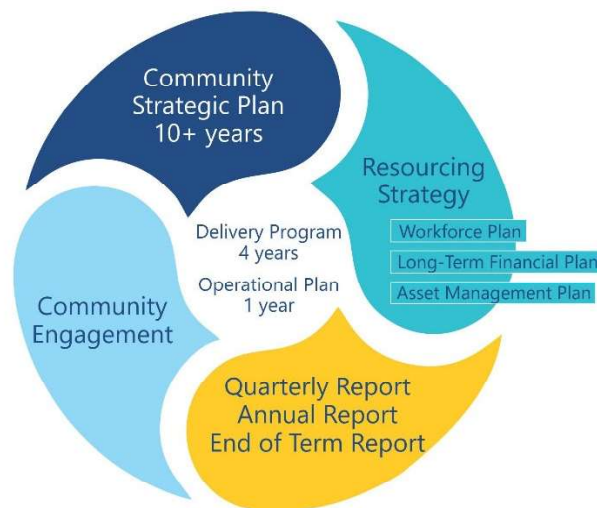 Community
Strategic Plan
10+ years
Resourcing
Strategy
Workforce Plan
Long-Term Financial Plan
Asset Management Plan
Delivery Program
4 years
Operational Plan
1 year
Community
Engagement
Quarterly Report
Annual Report
End of Term Report